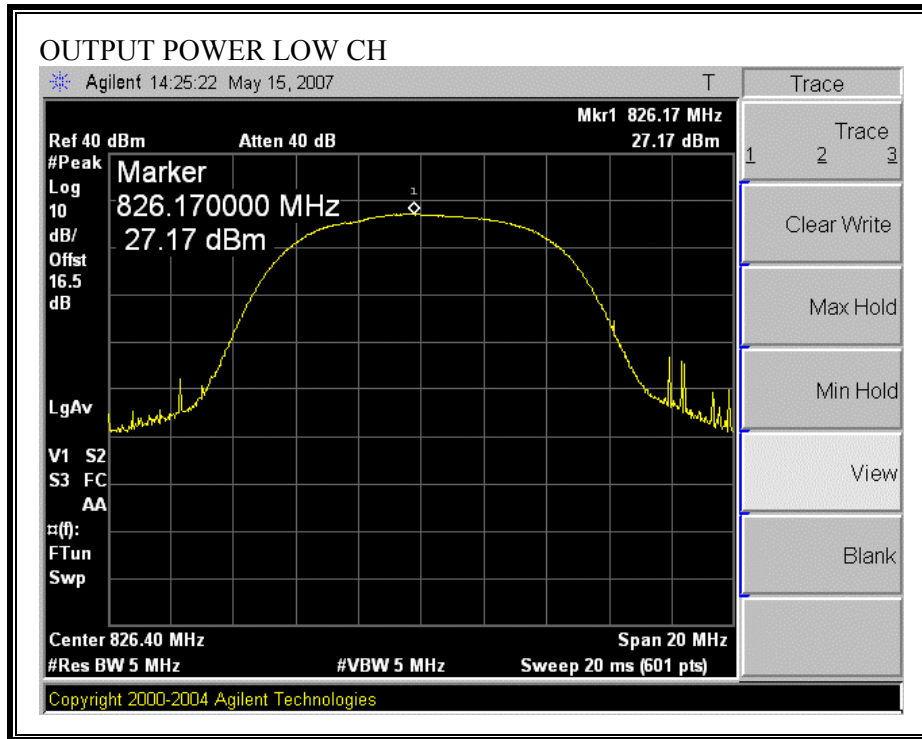 OUTPUT POWER LOW CH
Agilent 14:25:22 May 15, 2007 T
Trace
Mkr1 826.17 MHz
Ref 40 dBm Atten 40 dB 27.17 dBm
#Peak
Log
10
dB/
Offst
16.5
dB
Marker
826.170000 MHz
27.17 dBm
1
LgAv
V1 S2
S3 FC
AA
¤(f):
FTun
Swp
Center 826.40 MHz Span 20 MHz
#Res BW 5 MHz #VBW 5 MHz Sweep 20 ms (601 pts)
Copyright 2000-2004 Agilent Technologies
Trace
1 2 3
Clear Write
Max Hold
Min Hold
View
Blank